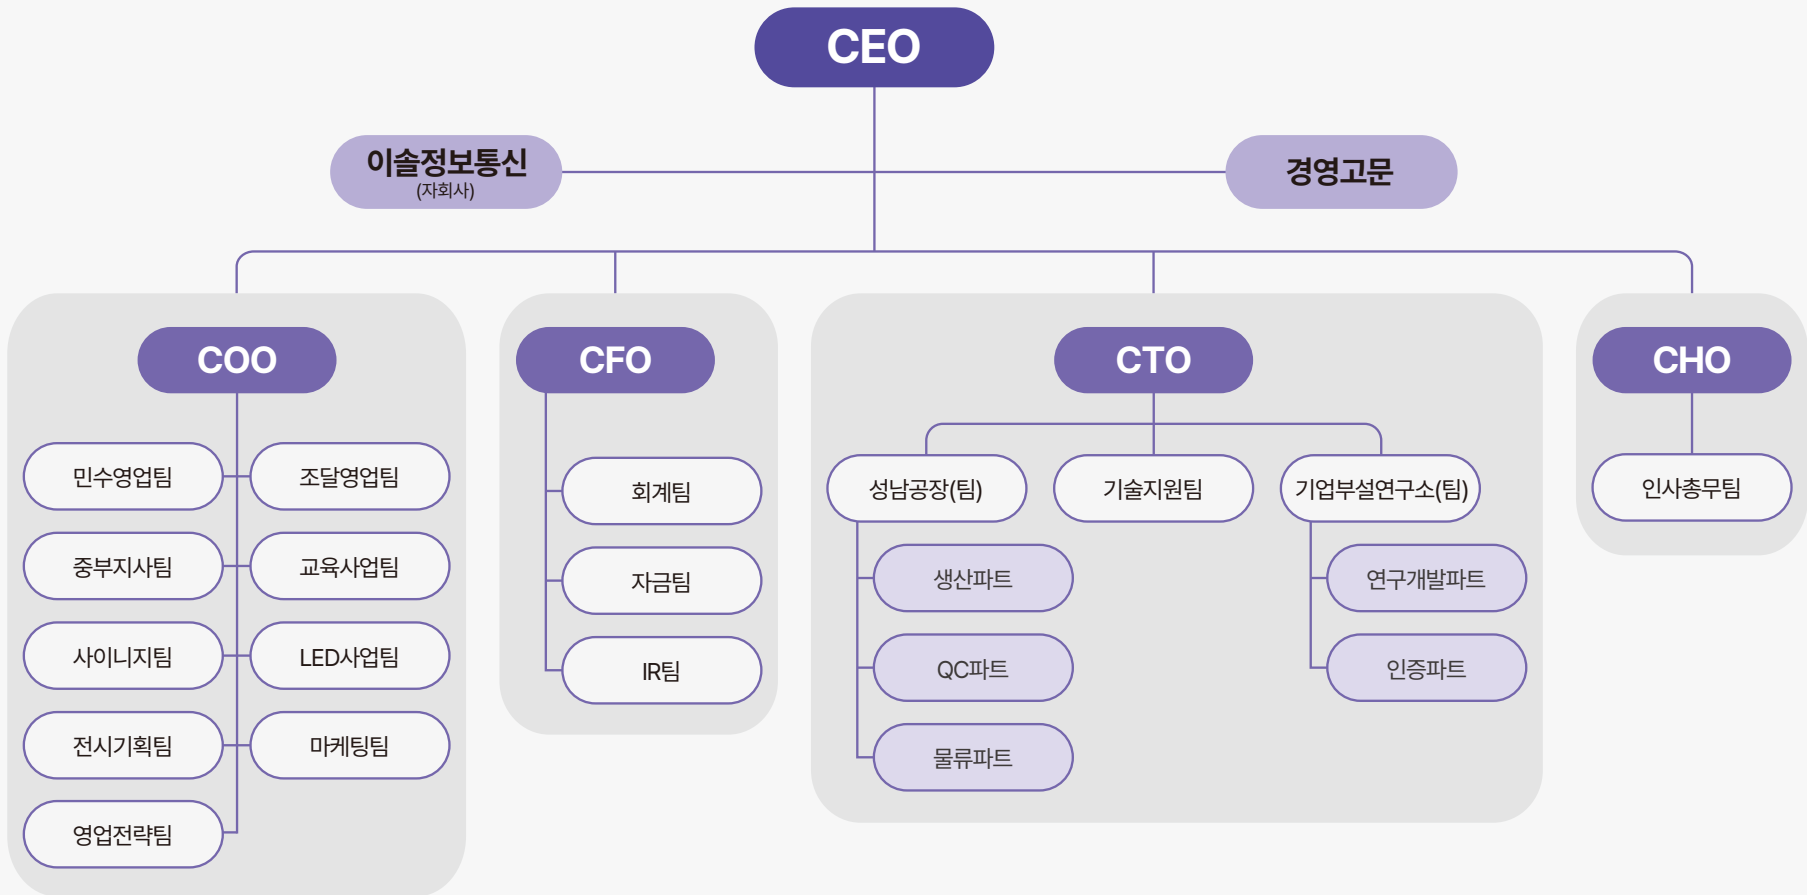 CEO
이솔정보통신
(자회사)
경영고문
COO
민수영업팀
조달영업팀
중부지사팀
교육사업팀
사이니지팀
LED사업팀
전시기획팀
마케팅팀
영업전략팀
CFO
회계팀
자금팀
IR팀
CTO
성남공장(팀)
생산파트
QC파트
물류파트
기술지원팀
기업부설연구소(팀)
연구개발파트
인증파트
CHO
인사총무팀